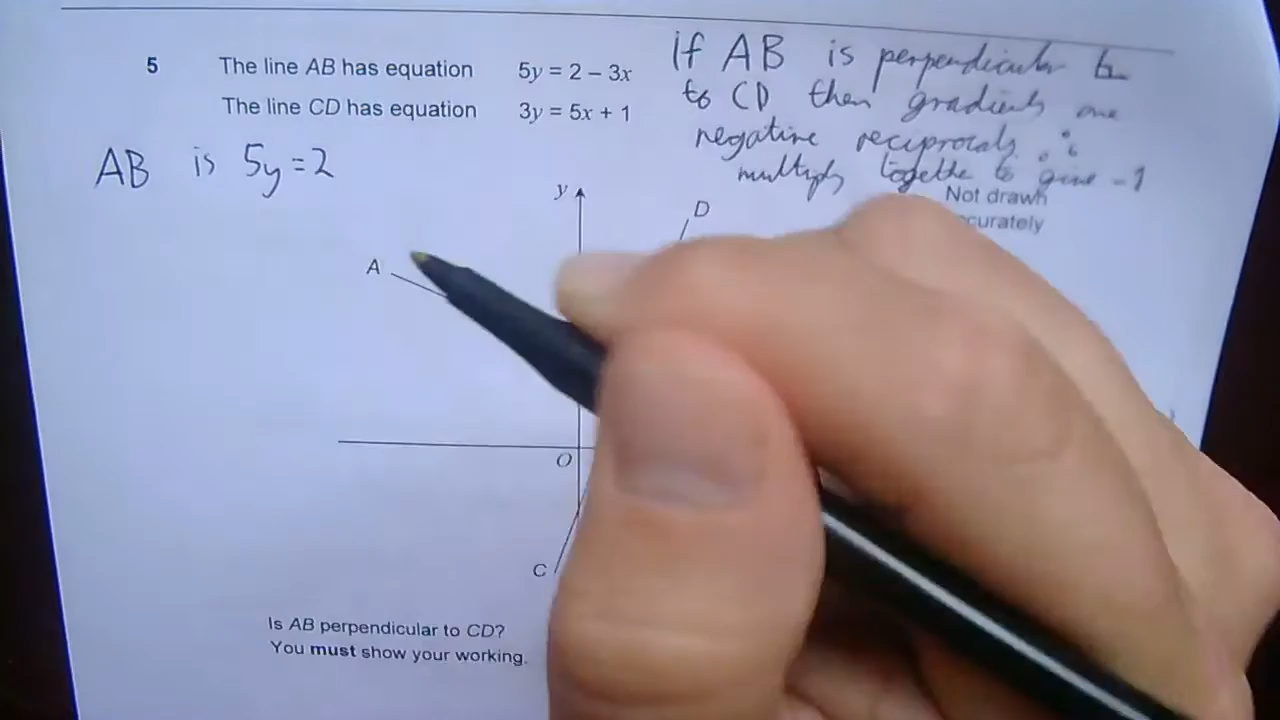 5 The line AB has equation 5y = 2 – 3x
The line CD has equation 3y = 5x + 1
If AB is perpendicular to
to CD then gradients are
negative reciprocals ∴
multiply together to give -1
AB is 5y=2
Not drawn
curately
y
D
A
O
C
Is AB perpendicular to CD?
You must show your working.